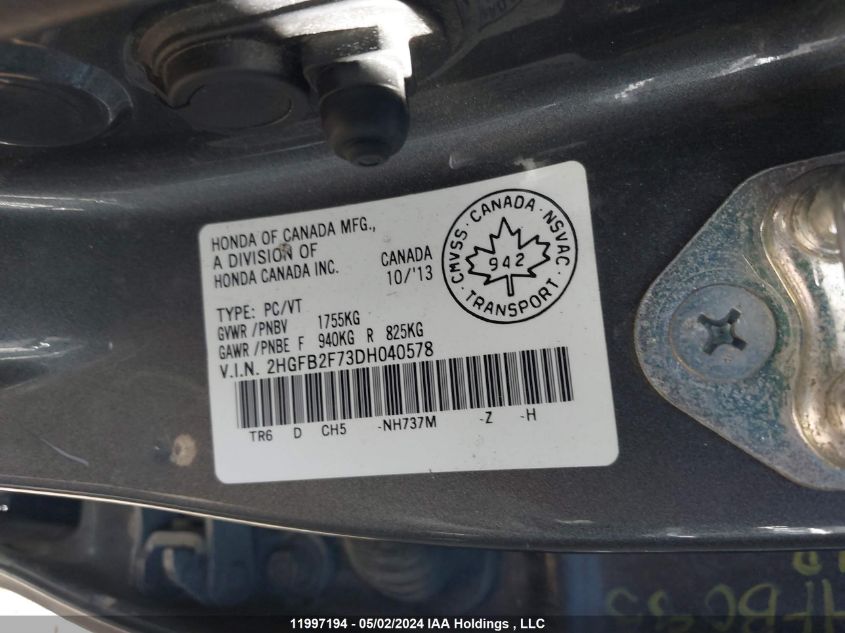 HONDA OF CANADA MFG.,
A DIVISION OF
HONDA CANADA INC.
CANADA
10/'13
CMVSS · CANADA · NSVAC
942
· TRANSPORT ·
TYPE: PC/VT
GVWR /PNBV 1755KG
GAWR /PNBE F 940KG R 825KG
V.I.N. 2HGFB2F73DH040578
TR6 D CH5 -NH737M -Z -H
11997194 - 05/02/2024 IAA Holdings , LLC